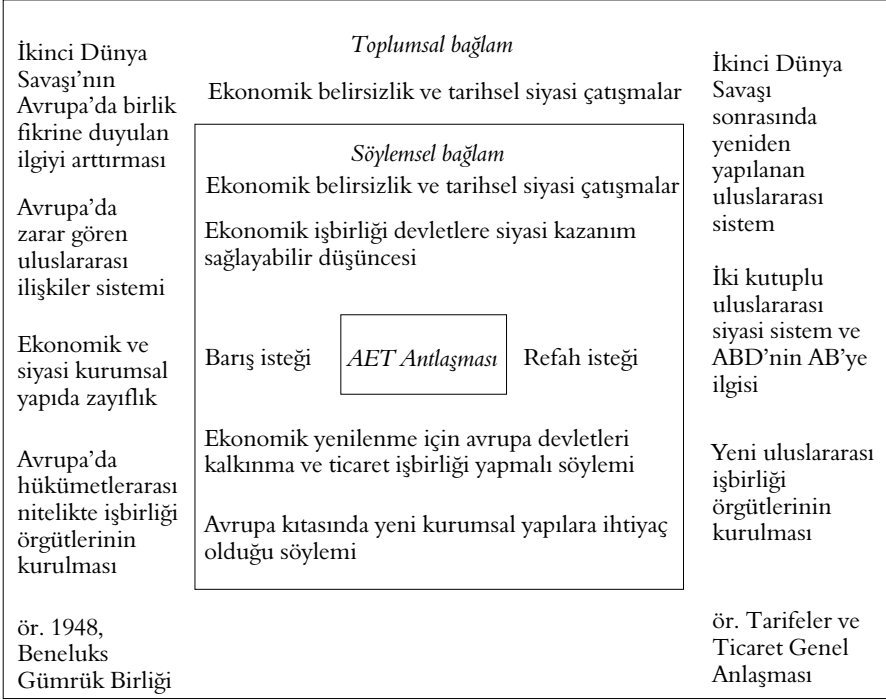 Toplumsal bağlam
Ekonomik belirsizlik ve tarihsel siyasi çatışmalar
İkinci Dünya
Savaşı’nın
Avrupa’da birlik
fikrine duyulan
ilgiyi arttırması
Avrupa’da
zarar gören
uluslararası
ilişkiler sistemi
Ekonomik ve
siyasi kurumsal
yapıda zayıflık
Avrupa’da
hükümetlerarası
nitelikte işbirliği
örgütlerinin
kurulması
ör. 1948,
Beneluks
Gümrük Birliği
Söylemsel bağlam
Ekonomik belirsizlik ve tarihsel siyasi çatışmalar
Ekonomik işbirliği devletlere siyasi kazanım
sağlayabilir düşüncesi
Barış isteği
AET Antlaşması
Refah isteği
Ekonomik yenilenme için avrupa devletleri
kalkınma ve ticaret işbirliği yapmalı söylemi
Avrupa kıtasında yeni kurumsal yapılara ihtiyaç
olduğu söylemi
İkinci Dünya
Savaşı
sonrasında
yeniden
yapılanan
uluslararası
sistem
İki kutuplu
uluslararası
siyasi sistem ve
ABD’nin AB’ye
ilgisi
Yeni uluslararası
işbirliği
örgütlerinin
kurulması
ör. Tarifeler ve
Ticaret Genel
Anlaşması